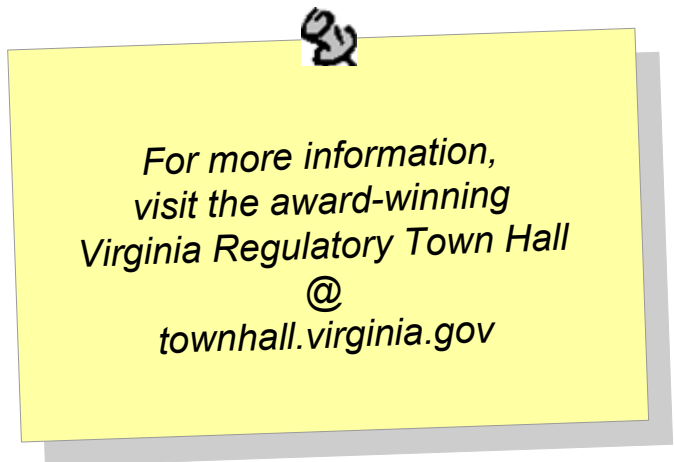 For more information,
visit the award-winning
Virginia Regulatory Town Hall
@
townhall.virginia.gov